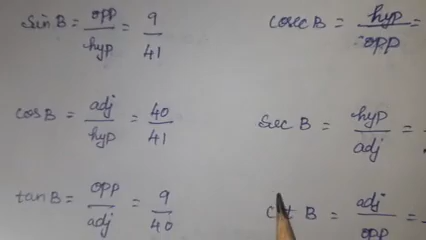 sin B = opp/hyp = 9/41
cosec B = hyp/opp =
cos B = adj/hyp = 40/41
sec B = hyp/adj =
tan B = opp/adj = 9/40
cot B = adj/opp =